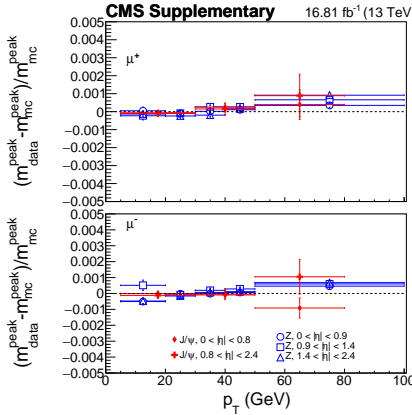 CMS Supplementary 16.81 fb⁻¹ (13 TeV
(m^peak_data-m^peak_mc)/m^peak_mc
0.005
0.004
0.003
0.002
0.001
0
−0.001
−0.002
−0.003
−0.004
−0.005
μ⁺
(m^peak_data-m^peak_mc)/m^peak_mc
0.005
0.004
0.003
0.002
0.001
0
−0.001
−0.002
−0.003
−0.004
−0.005
μ⁻
J/ψ, 0 < |η| < 0.8
J/ψ, 0.8 < |η| < 2.4
Z, 0 < |η| < 0.9
Z, 0.9 < |η| < 1.4
Z, 1.4 < |η| < 2.4
0 20 40 60 80 100
p_T (GeV)